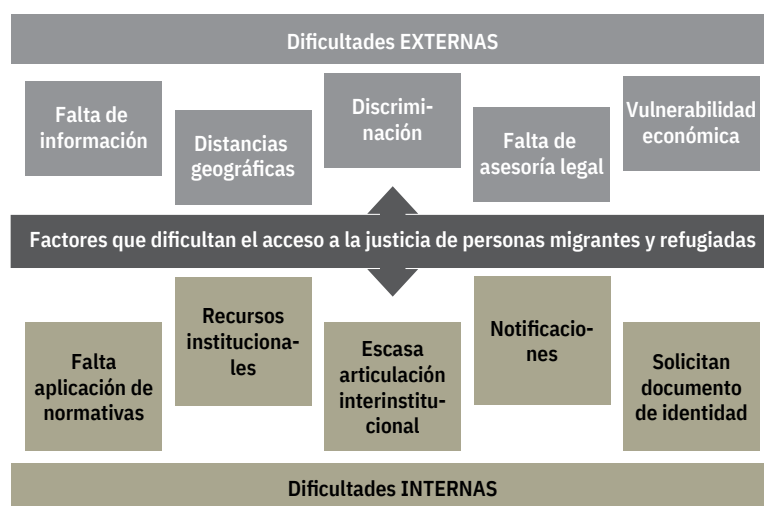 Dificultades EXTERNAS
Falta de
información
Distancias
geográficas
Discrimi-
nación
Falta de
asesoría legal
Vulnerabilidad
económica
Factores que dificultan el acceso a la justicia de personas migrantes y refugiadas
Falta
aplicación de
normativas
Recursos
instituciona-
les
Escasa
articulación
interinstitu-
cional
Notificacio-
nes
Solicitan
documento
de identidad
Dificultades INTERNAS